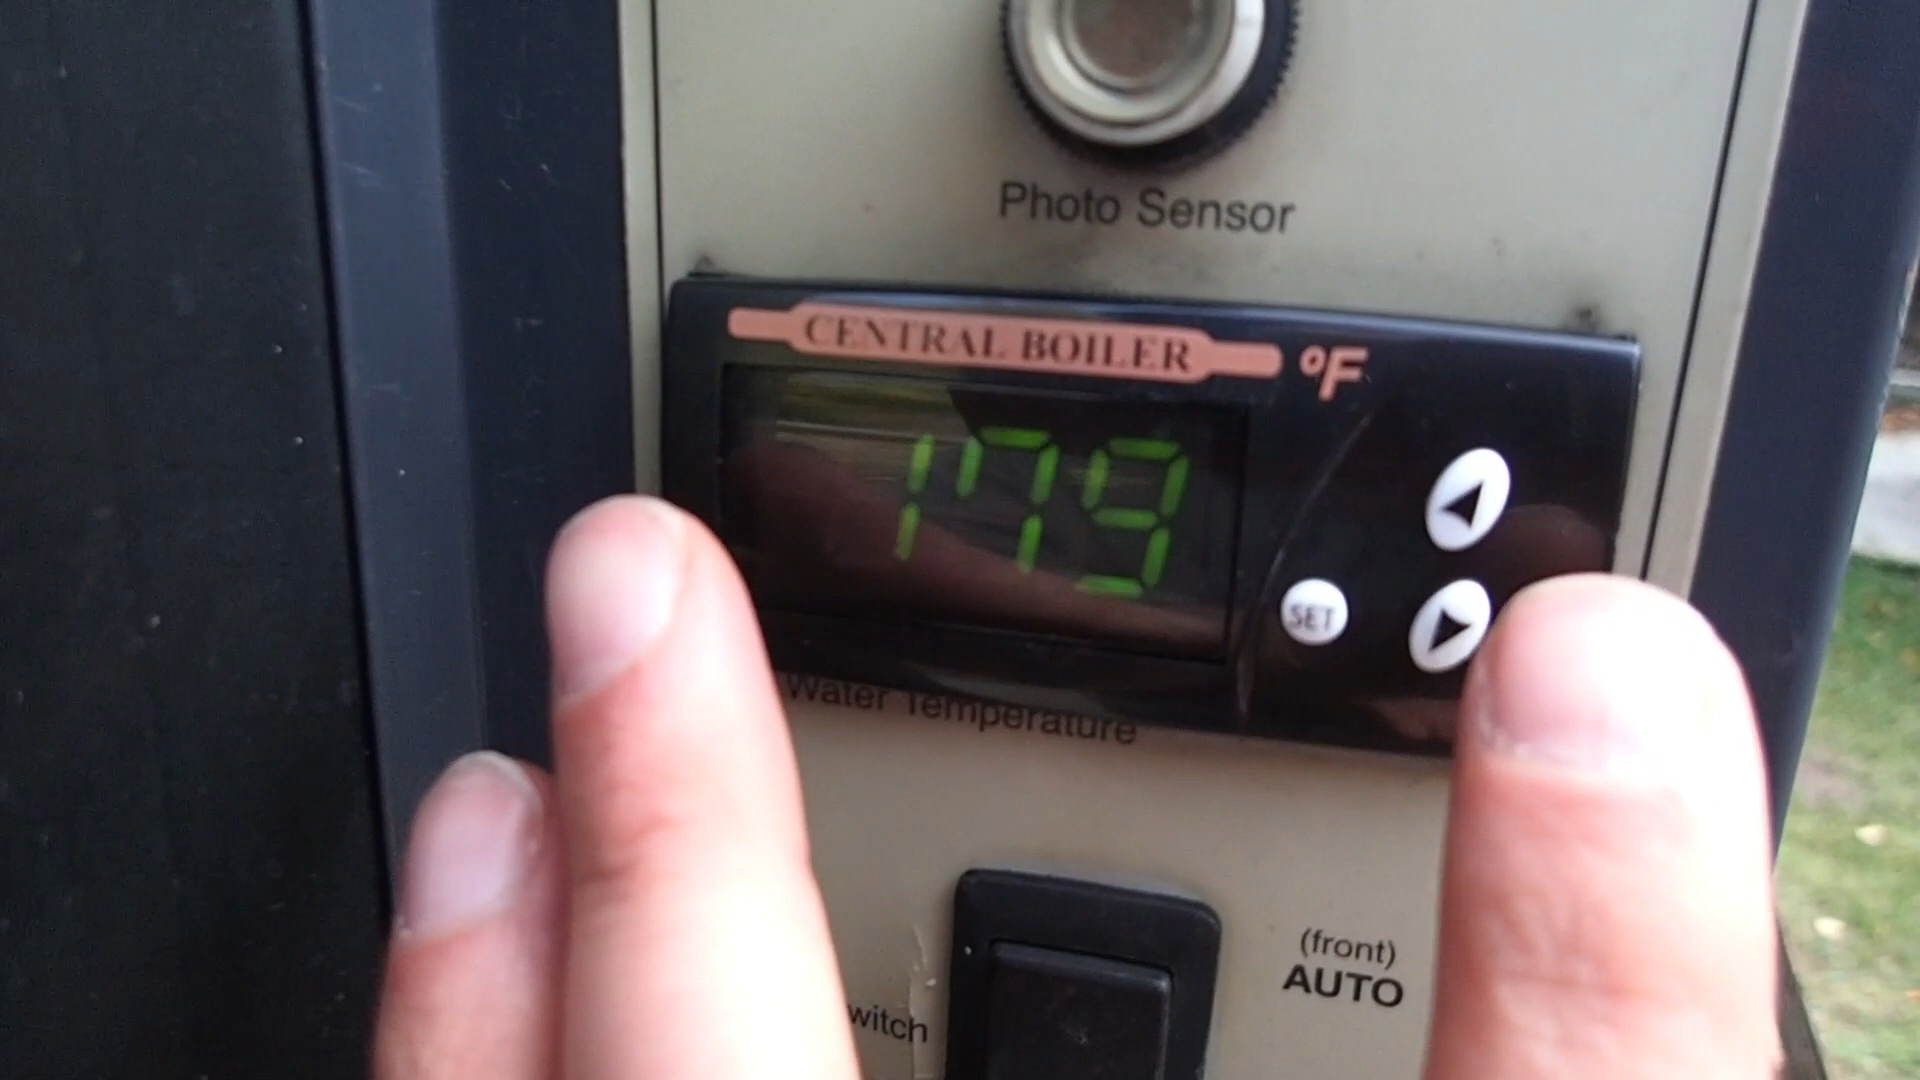 Photo Sensor
CENTRAL BOILER °F
179
SET
Water Temperature
(front)
AUTO
witch